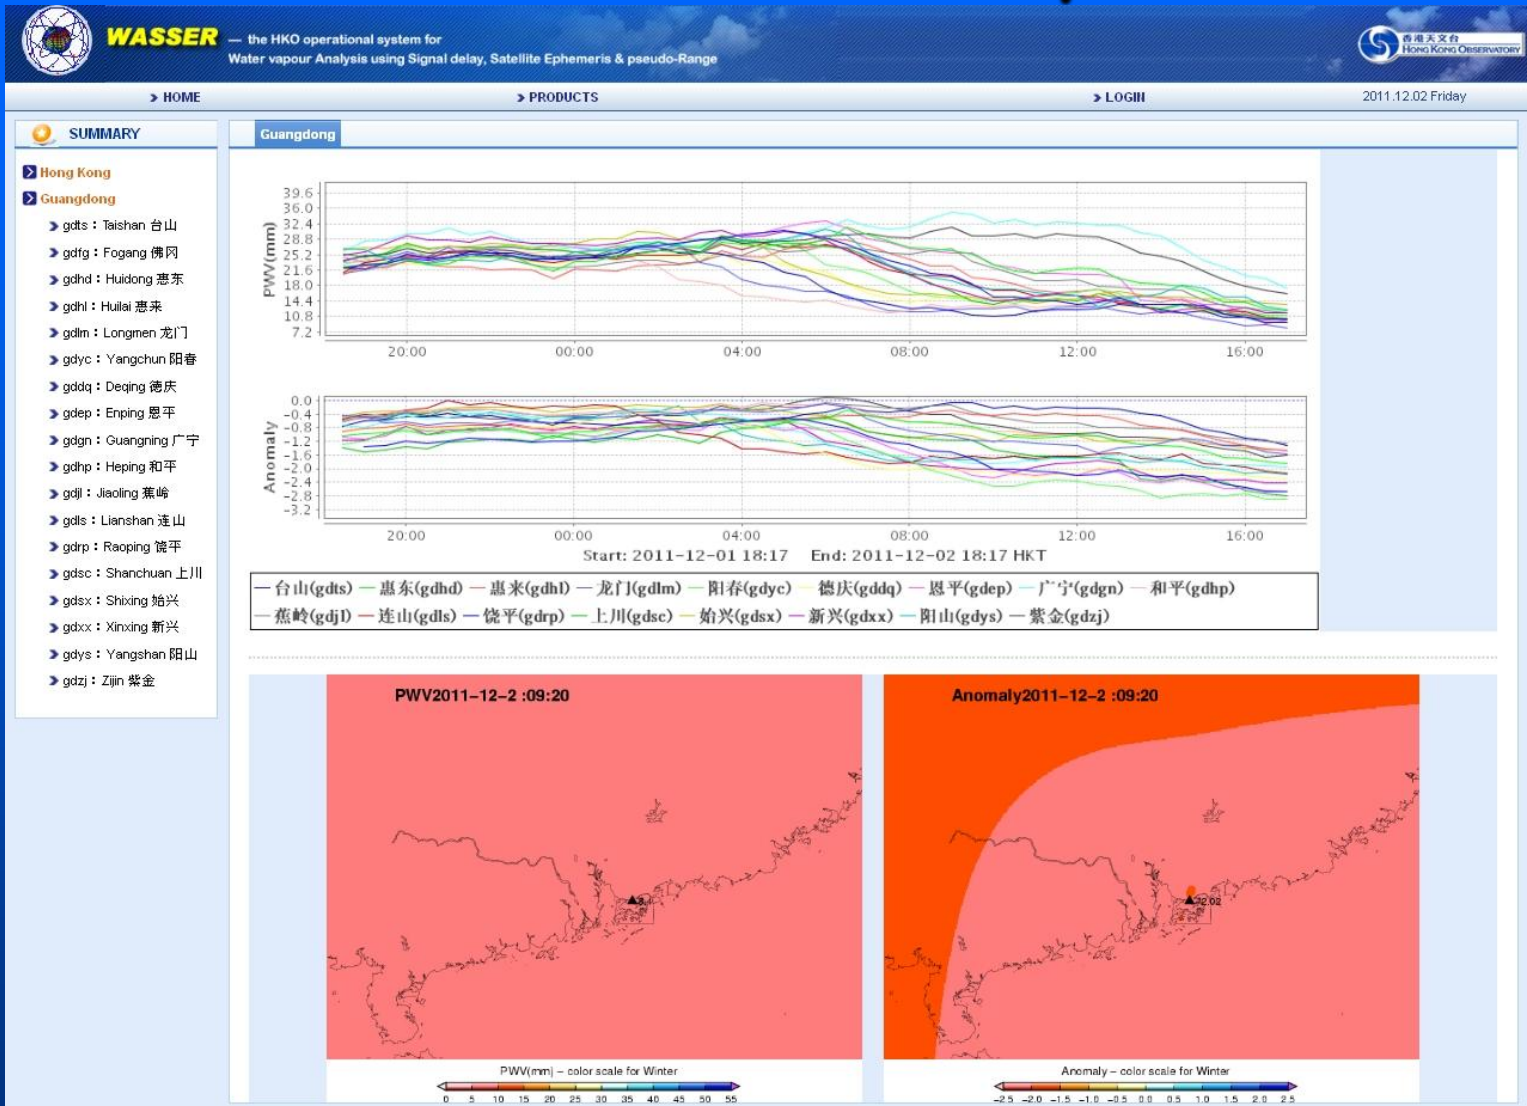 WASSER — the HKO operational system for
Water vapour Analysis using Signal delay, Satellite Ephemeris & pseudo-Range
香港天文台
HONG KONG OBSERVATORY
HOME PRODUCTS LOGIN 2011.12.02 Friday
SUMMARY
Hong Kong
Guangdong
gdts : Taishan 台山
gdfg : Fogang 佛冈
gdhd : Huidong 惠东
gdhl : Huilai 惠来
gdlm : Longmen 龙门
gdyc : Yangchun 阳春
gddq : Deqing 德庆
gdep : Enping 恩平
gdgn : Guangning 广宁
gdhp : Heping 和平
gdjl : Jiaoling 蕉岭
gdls : Lianshan 连山
gdrp : Raoping 饶平
gdsc : Shanchuan 上川
gdsx : Shixing 始兴
gdxx : Xinxing 新兴
gdys : Yangshan 阳山
gdzj : Zijin 紫金
Guangdong
PWV(mm)
39.6
36.0
32.4
28.8
25.2
21.6
18.0
14.4
10.8
7.2
20:00 00:00 04:00 08:00 12:00 16:00
Anomaly
0.0
-0.4
-0.8
-1.2
-1.6
-2.0
-2.4
-2.8
-3.2
20:00 00:00 04:00 08:00 12:00 16:00
Start: 2011-12-01 18:17 End: 2011-12-02 18:17 HKT
台山(gdts) 惠东(gdhd) 惠来(gdhl) 龙门(gdlm) 阳春(gdyc) 德庆(gddq) 恩平(gdep) 广宁(gdgn) 和平(gdhp)
蕉岭(gdjl) 连山(gdls) 饶平(gdrp) 上川(gdsc) 始兴(gdsx) 新兴(gdxx) 阳山(gdys) 紫金(gdzj)
PWV2011-12-2 :09:20
PWV(mm) - color scale for Winter
0 5 10 15 20 25 30 35 40 45 50 55
Anomaly2011-12-2 :09:20
Anomaly - color scale for Winter
-2.5 -2.0 -1.5 -1.0 -0.5 0.0 0.5 1.0 1.5 2.0 2.5